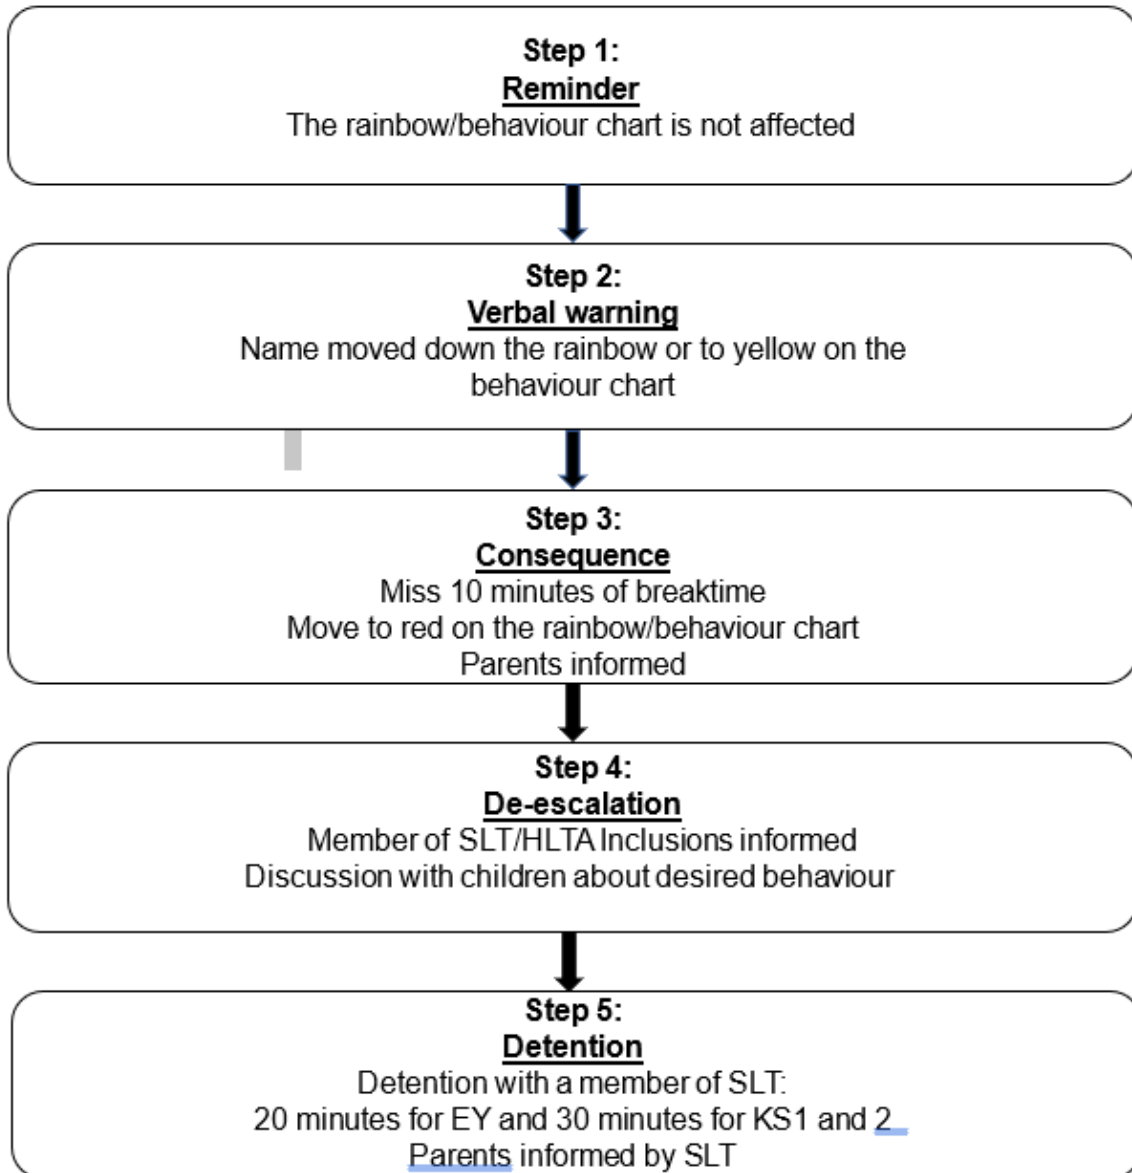 Step 1:
Reminder
The rainbow/behaviour chart is not affected
Step 2:
Verbal warning
Name moved down the rainbow or to yellow on the
behaviour chart
Step 3:
Consequence
Miss 10 minutes of breaktime
Move to red on the rainbow/behaviour chart
Parents informed
Step 4:
De-escalation
Member of SLT/HLTA Inclusions informed
Discussion with children about desired behaviour
Step 5:
Detention
Detention with a member of SLT:
20 minutes for EY and 30 minutes for KS1 and 2
Parents informed by SLT